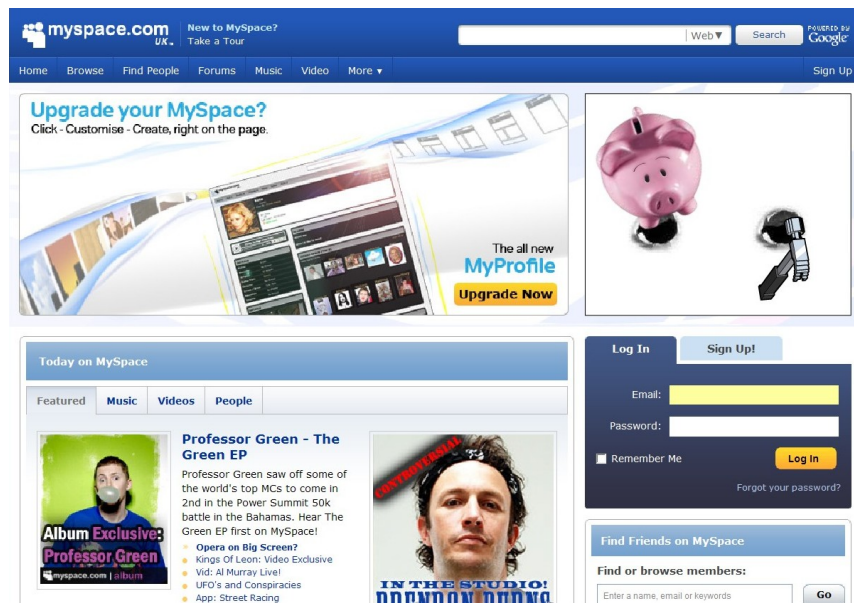 myspace.com
UK
New to MySpace?
Take a Tour
Web▼
Search
POWERED BY
Google
Home Browse Find People Forums Music Video More ▼
Sign Up
Upgrade your MySpace?
Click - Customise - Create, right on the page.
The all new
MyProfile
Upgrade Now
Today on MySpace
Featured Music Videos People
Album Exclusive:
Professor Green
myspace.com | album
Professor Green - The
Green EP
Professor Green saw off some of
the world's top MCs to come in
2nd in the Power Summit 50k
battle in the Bahamas. Hear The
Green EP first on MySpace!
Opera on Big Screen?
Kings Of Leon: Video Exclusive
Vid: Al Murray Live!
UFO's and Conspiracies
App: Street Racing
CONTROVERSIAL
IN THE STUDIO!
BRENDON BURNS
Log In
Sign Up!
Email:
Password:
Remember Me
Log In
Forgot your password?
Find Friends on MySpace
Find or browse members:
Enter a name, email or keywords
Go